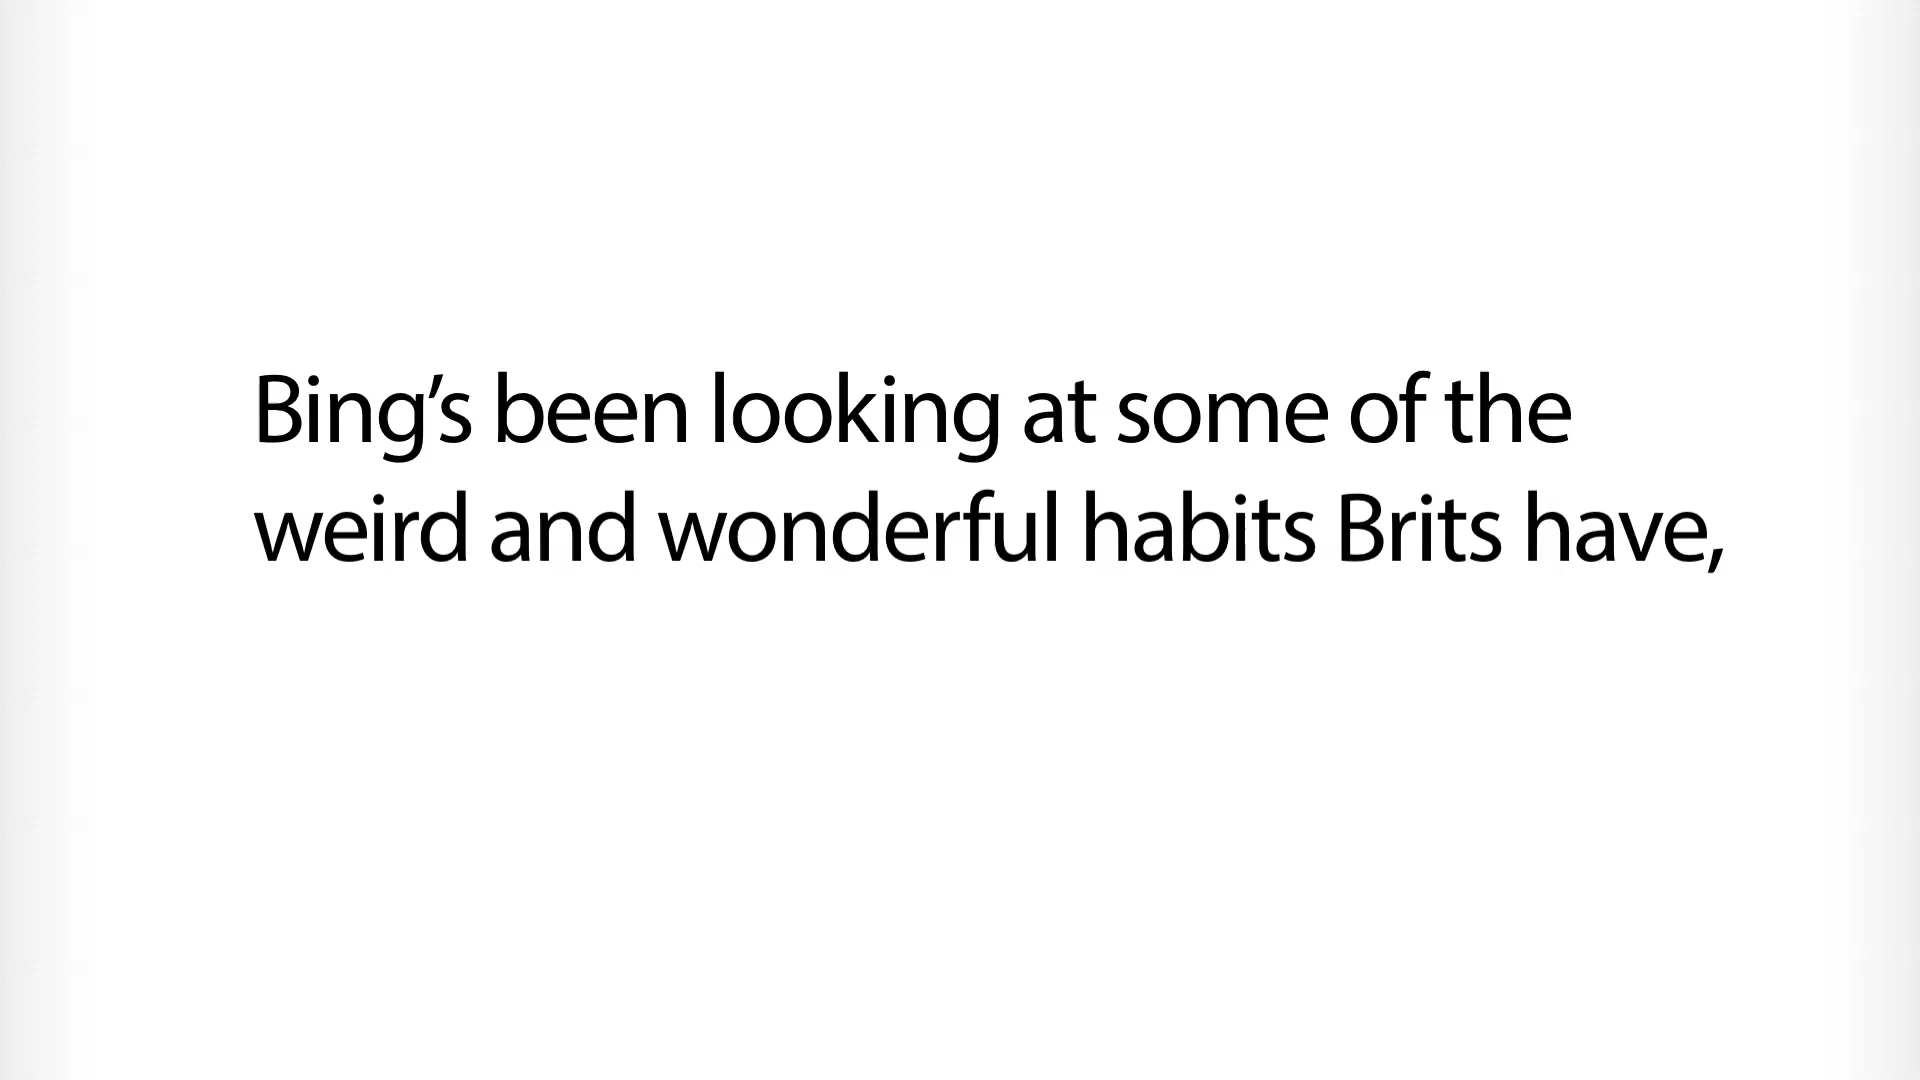 Bing’s been looking at some of the
weird and wonderful habits Brits have,